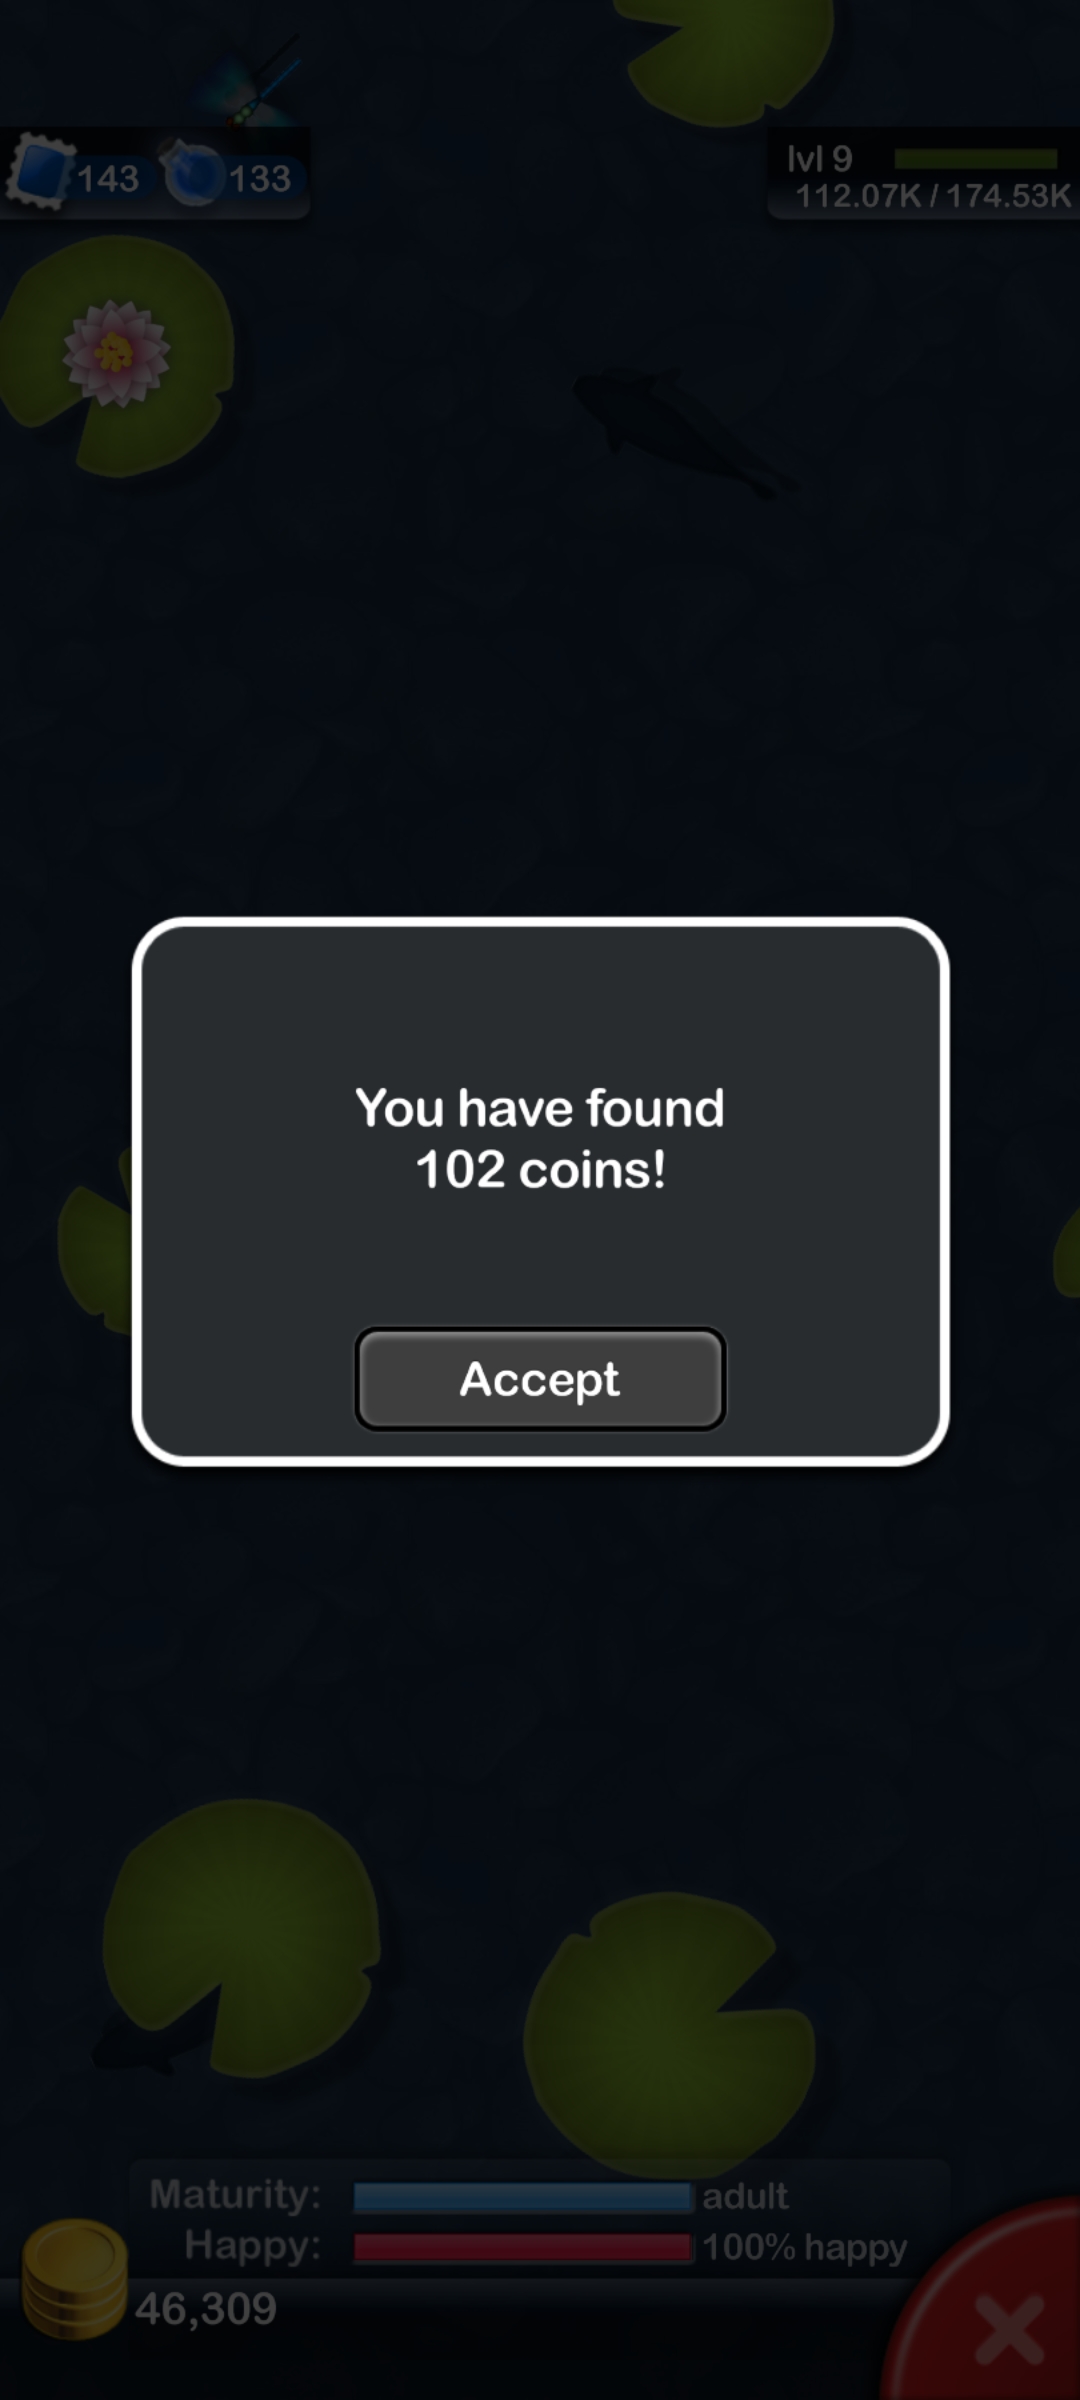 143 133
lvl 9
112.07K / 174.53K
You have found
102 coins!
Accept
Maturity: adult
Happy: 100% happy
46,309